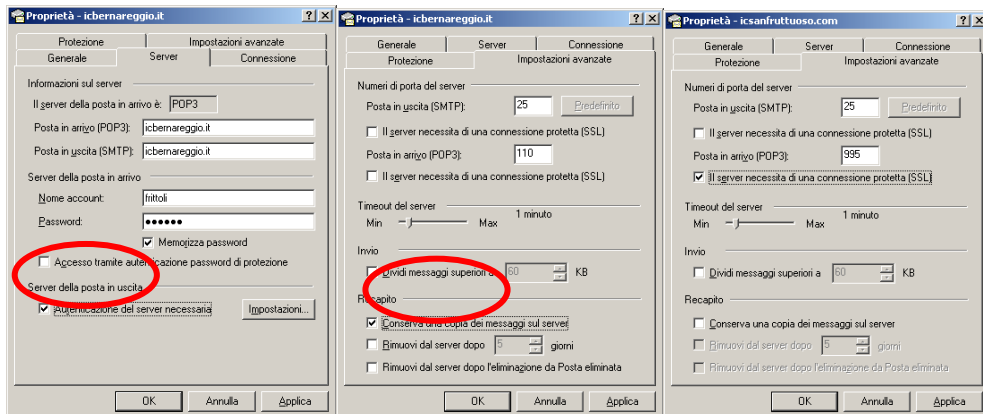 Proprietà - icbernareggio.it
Protezione Impostazioni avanzate
Generale Server Connessione
Informazioni sul server
Il server della posta in arrivo è: POP3
Posta in arrivo (POP3): icbernareggio.it
Posta in uscita (SMTP): icbernareggio.it
Server della posta in arrivo
Nome account: frittoli
Password: ●●●●●●
Memorizza password
Accesso tramite autenticazione password di protezione
Server della posta in uscita
Autenticazione del server necessaria Impostazioni...
OK Annulla Applica
Proprietà - icbernareggio.it
Generale Server Connessione
Protezione Impostazioni avanzate
Numeri di porta del server
Posta in uscita (SMTP): 25 Predefinito
Il server necessita di una connessione protetta (SSL)
Posta in arrivo (POP3): 110
Il server necessita di una connessione protetta (SSL)
Timeout del server
Min Max 1 minuto
Invio
Dividi messaggi superiori a 60 KB
Recapito
Conserva una copia dei messaggi sul server
Rimuovi dal server dopo 5 giorni
Rimuovi dal server dopo l'eliminazione da Posta eliminata
OK Annulla Applica
Proprietà - icsanfruttuoso.com
Generale Server Connessione
Protezione Impostazioni avanzate
Numeri di porta del server
Posta in uscita (SMTP): 25 Predefinito
Il server necessita di una connessione protetta (SSL)
Posta in arrivo (POP3): 995
Il server necessita di una connessione protetta (SSL)
Timeout del server
Min Max 1 minuto
Invio
Dividi messaggi superiori a 60 KB
Recapito
Conserva una copia dei messaggi sul server
Rimuovi dal server dopo 5 giorni
Rimuovi dal server dopo l'eliminazione da Posta eliminata
OK Annulla Applica